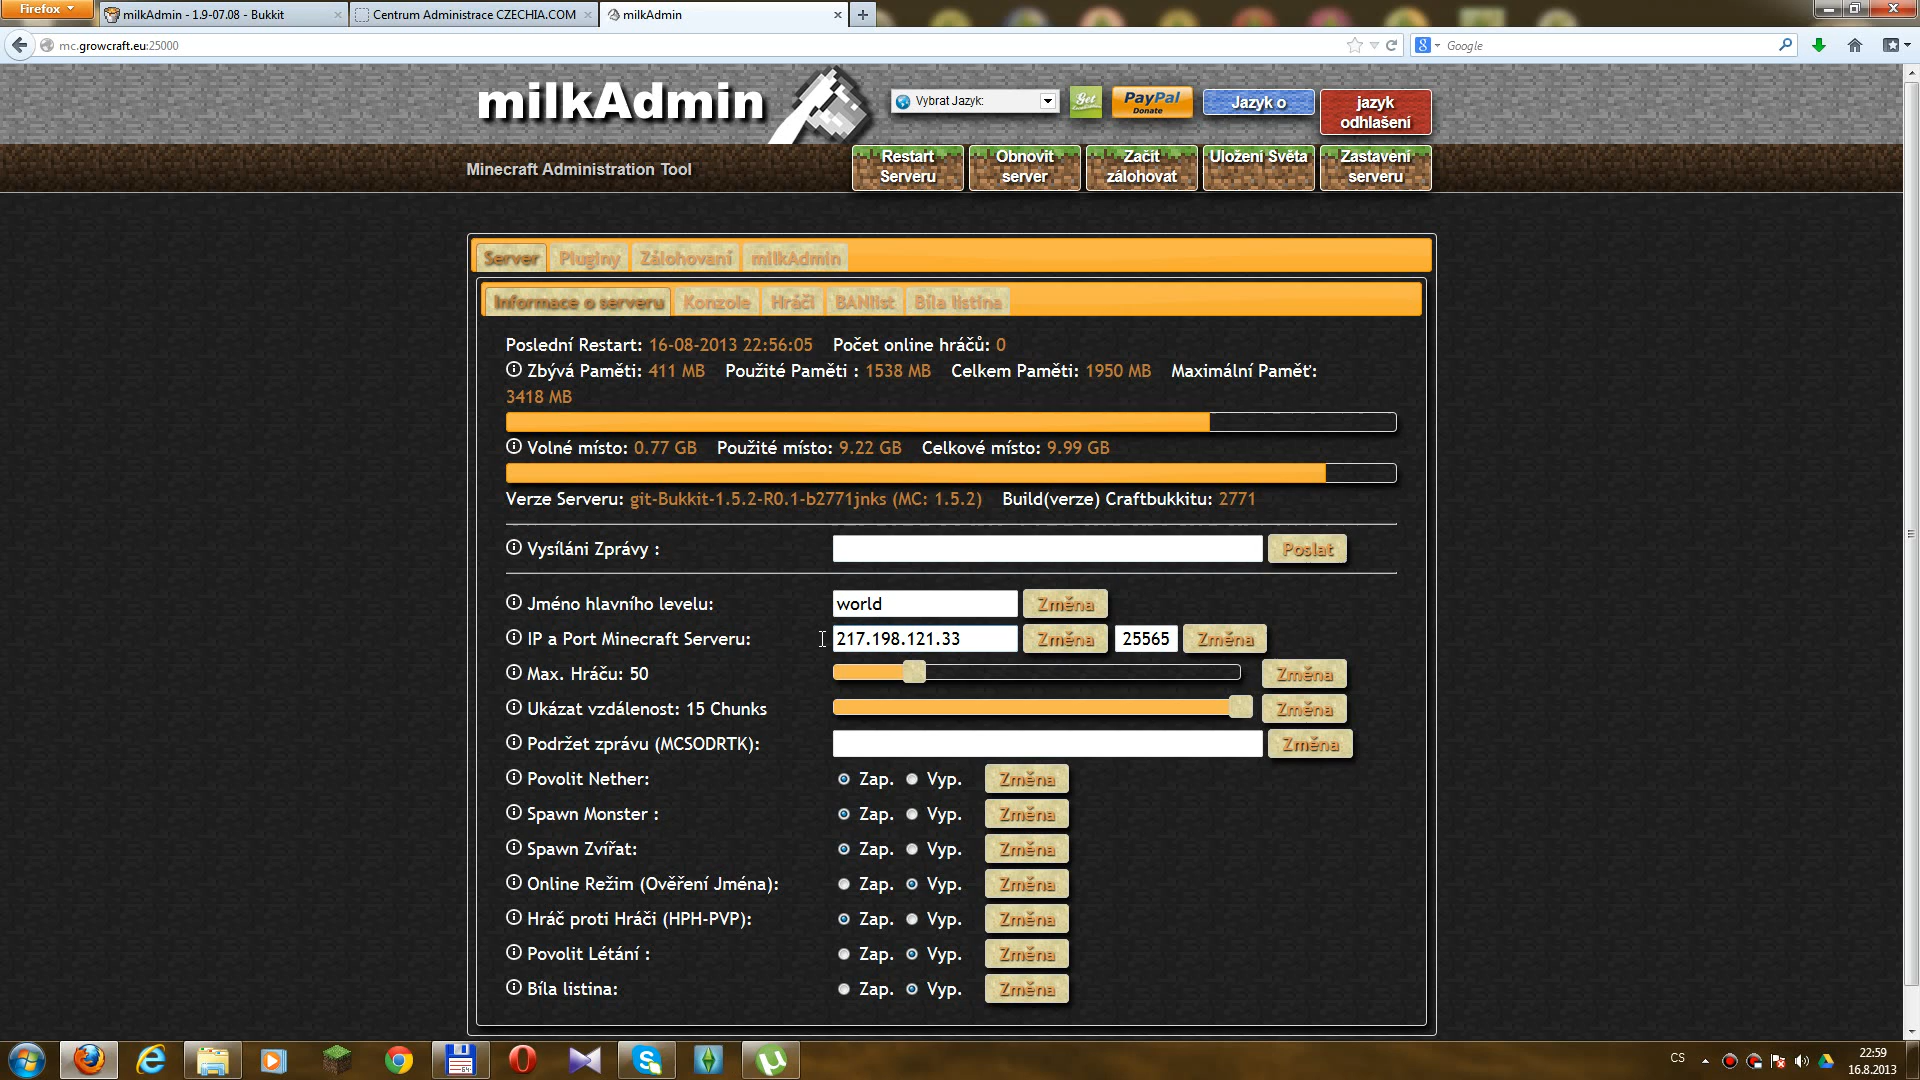 Firefox
milkAdmin - 1.9-07.08 - Bukkit
Centrum Administrace CZECHIA.COM
milkAdmin
mc.growcraft.eu:25000
Google
milkAdmin
Vybrat Jazyk:
Get
PayPal
Donate
Jazyk o
jazyk
odhlašení
Minecraft Administration Tool
Restart
Serveru
Obnovit
server
Začít
zálohovat
Uložení Světa
Zastavení
serveru
Server
Pluginy
Zálohovaní
milkAdmin
Informace o serveru
Konzole
Hráči
BANlist
Bíla listina
Poslední Restart: 16-08-2013 22:56:05 Počet online hráčů: 0
Zbývá Paměti: 411 MB Použité Paměti : 1538 MB Celkem Paměti: 1950 MB Maximální Paměť:
3418 MB
Volné místo: 0.77 GB Použité místo: 9.22 GB Celkové místo: 9.99 GB
Verze Serveru: git-Bukkit-1.5.2-R0.1-b2771jnks (MC: 1.5.2) Build(verze) Craftbukkitu: 2771
Vysíláni Zprávy : Poslat
Jméno hlavního levelu: world Změna
IP a Port Minecraft Serveru: 217.198.121.33 Změna 25565 Změna
Max. Hráču: 50 Změna
Ukázat vzdálenost: 15 Chunks Změna
Podržet zprávu (MCSODRTK): Změna
Povolit Nether: Zap. Vyp. Změna
Spawn Monster : Zap. Vyp. Změna
Spawn Zvířat: Zap. Vyp. Změna
Online Režim (Ověření Jména): Zap. Vyp. Změna
Hráč proti Hráči (HPH-PVP): Zap. Vyp. Změna
Povolit Létání : Zap. Vyp. Změna
Bíla listina: Zap. Vyp. Změna
CS
22:59
16.8.2013